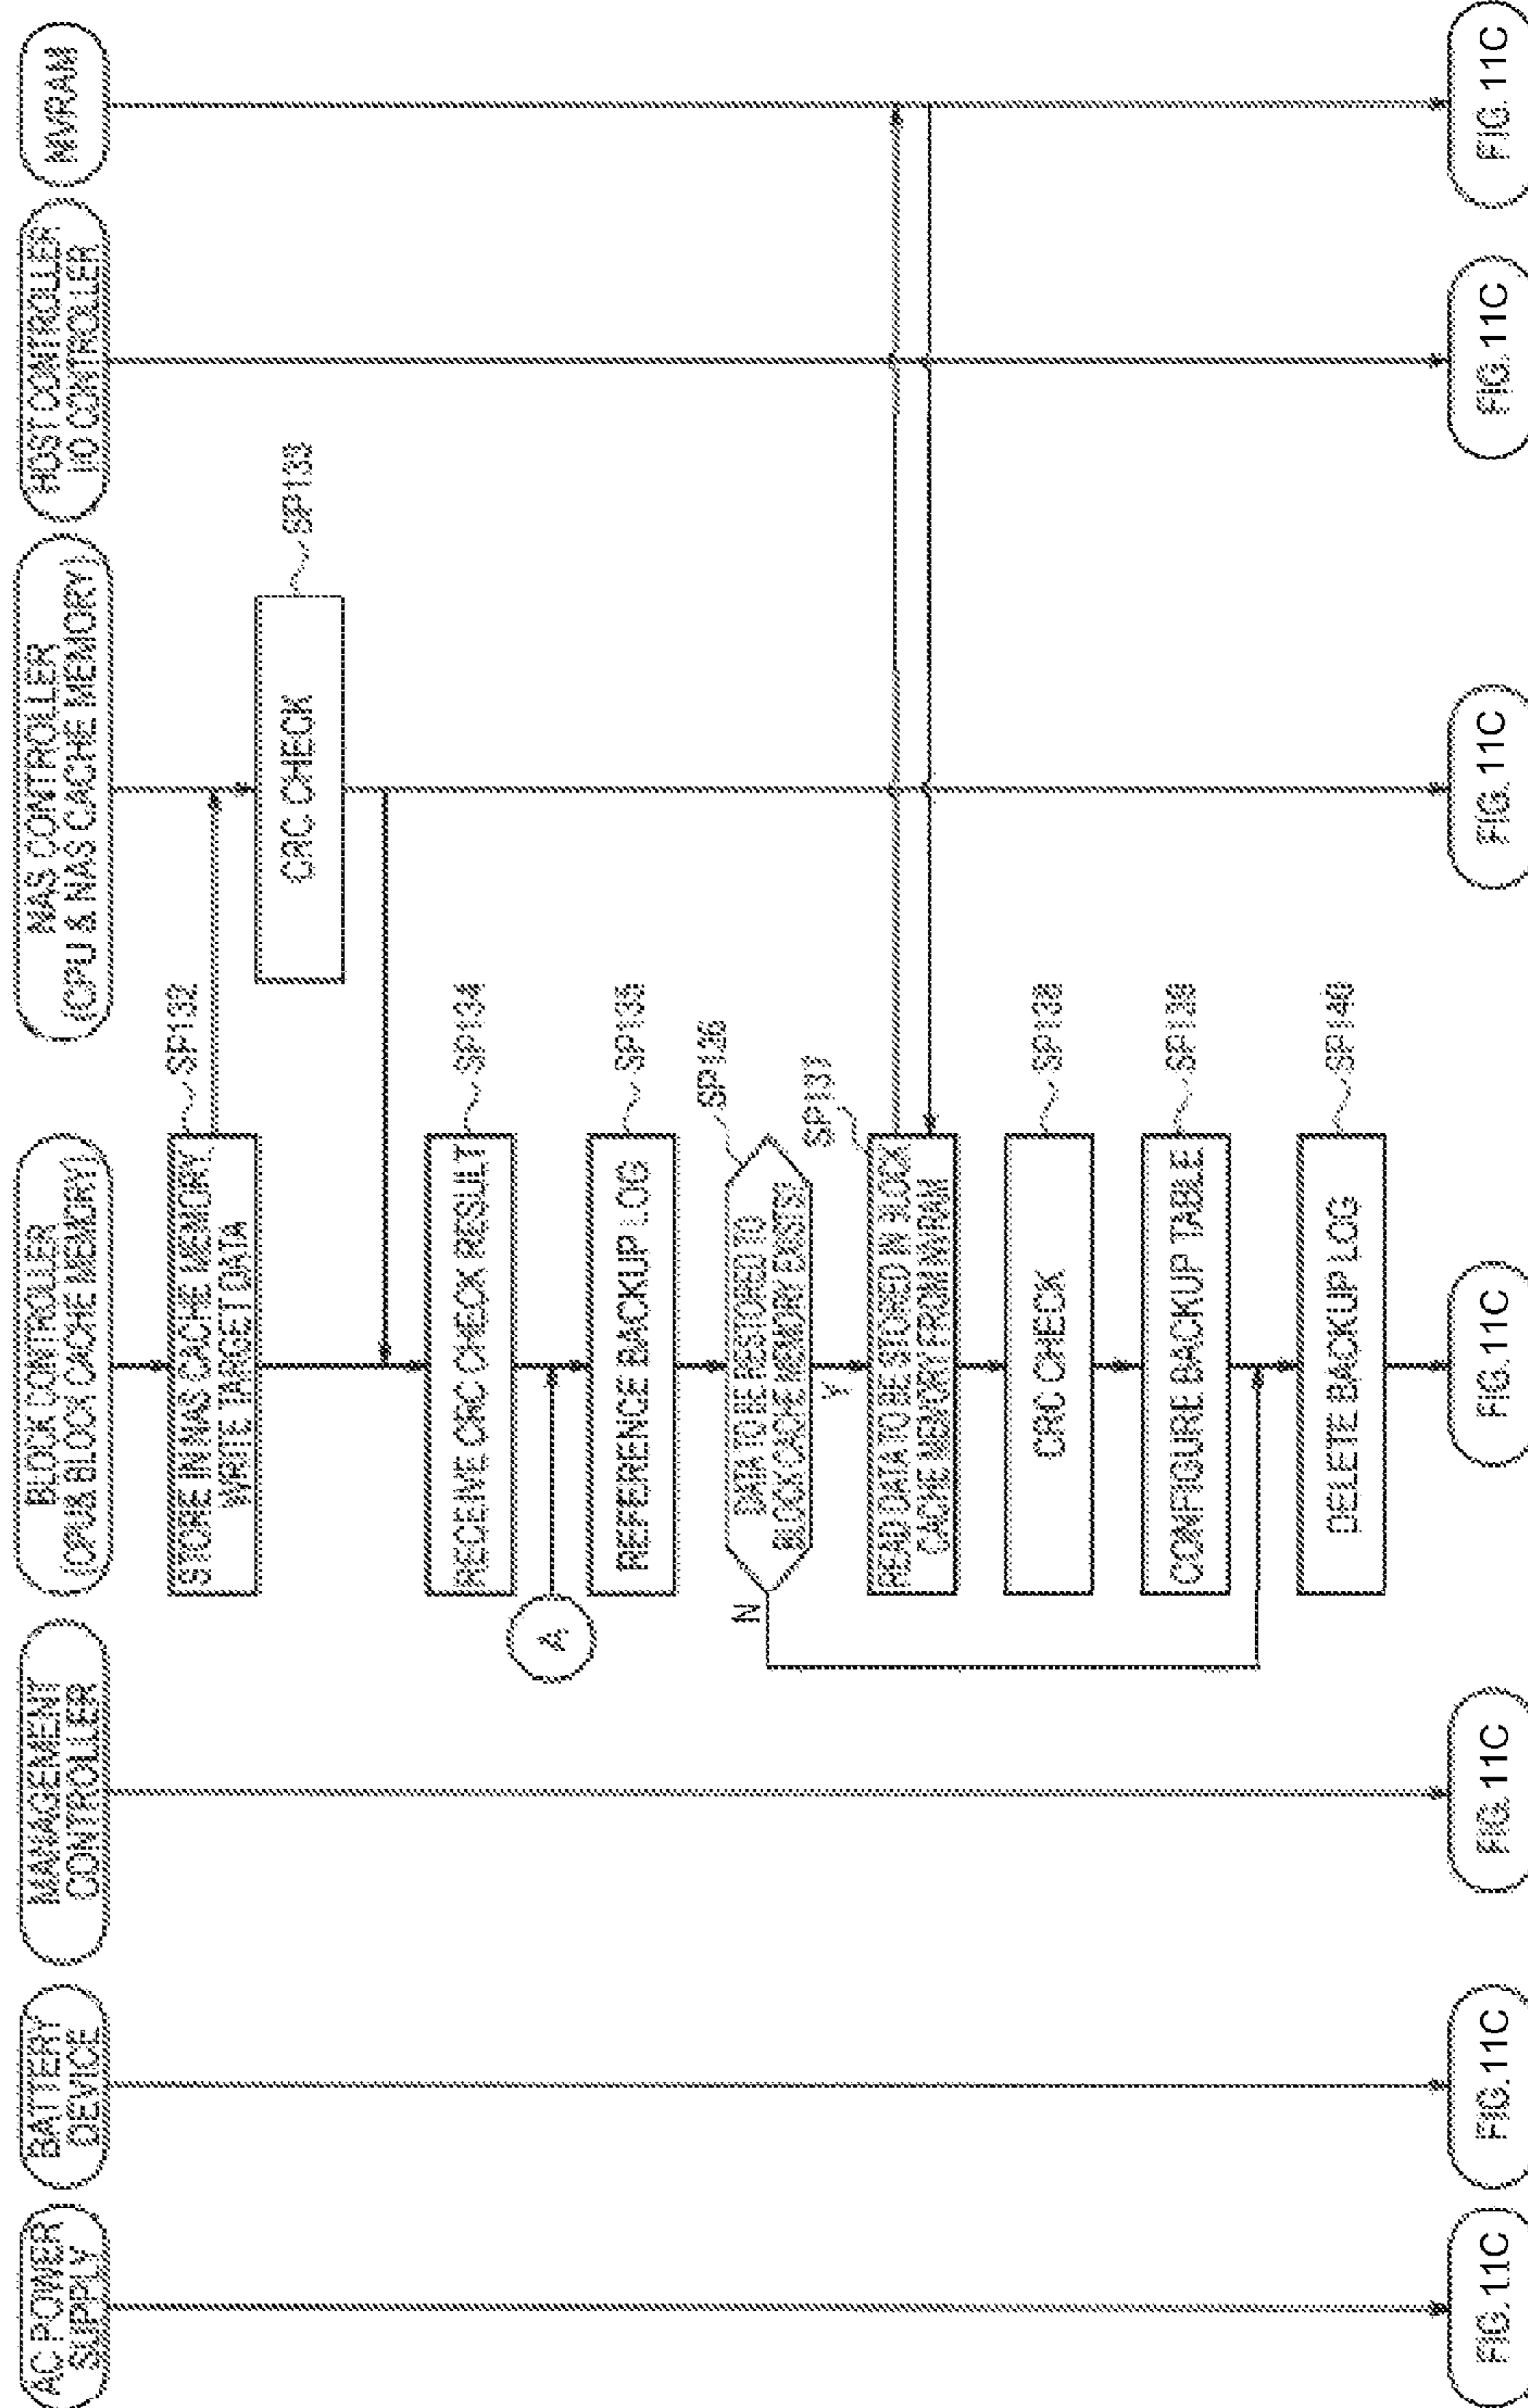 AC POWER
SUPPLY
BATTERY
DEVICE
MANAGEMENT
CONTROLLER
BLOCK CONTROLLER
(CPU& BLOCK CACHE MEMORY)
NAS CONTROLLER
(CPU & NAS CACHE MEMORY)
HOST CONTROLLER
IO CONTROLLER
NVRAM
STORE IN NAS CACHE MEMORY
WRITE TARGET DATA
SP132
CRC CHECK
SP133
RECEIVE CRC CHECK RESULT
SP134
A
REFERENCE BACKUP LOG
SP135
DATA TO BE RESTORED TO
BLOCK CACHE MEMORY EXISTS?
SP136
N
Y
READ DATA TO BE STORED IN BLOCK
CACHE MEMORY FROM NVRAM
SP137
CRC CHECK
SP138
CONFIGURE BACKUP TABLE
SP139
DELETE BACKUP LOG
SP140
FIG.11C
FIG.11C
FIG.11C
FIG.11C
FIG. 11C
FIG.11C
FIG. 11C